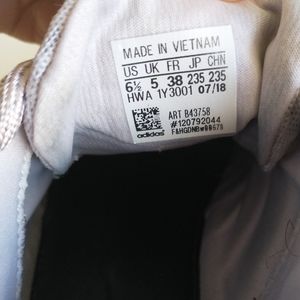 MADE IN VIETNAM
US UK FR JP CHN
6½ 5 38 235 235
HWA 1Y3001 07/18
ART B43758
#120792044
adidas